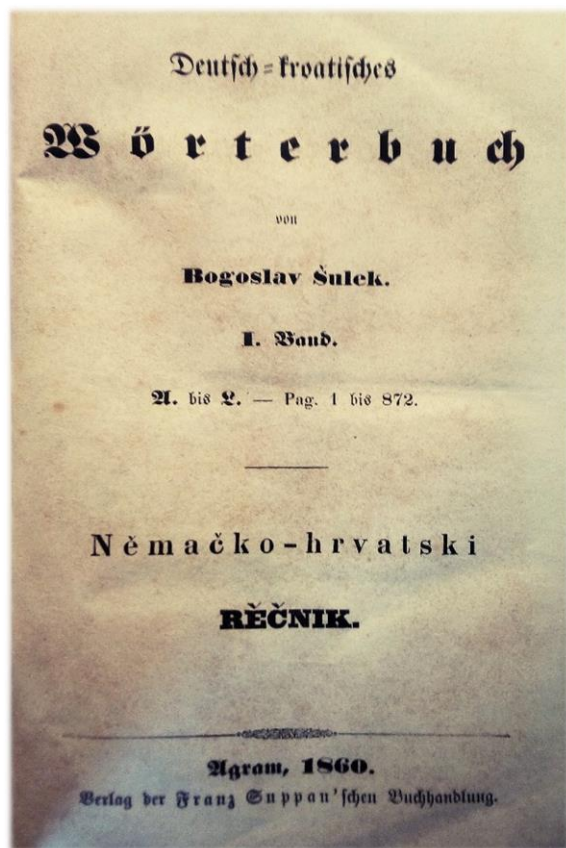 Deutsch-kroatisches
Wörterbuch
von
Bogoslav Šulek.
I. Band.
A. bis L. — Pag. 1 bis 872.
Němačko-hrvatski
RĚČNIK.
Agram, 1860.
Verlag der Franz Suppan'schen Buchhandlung.